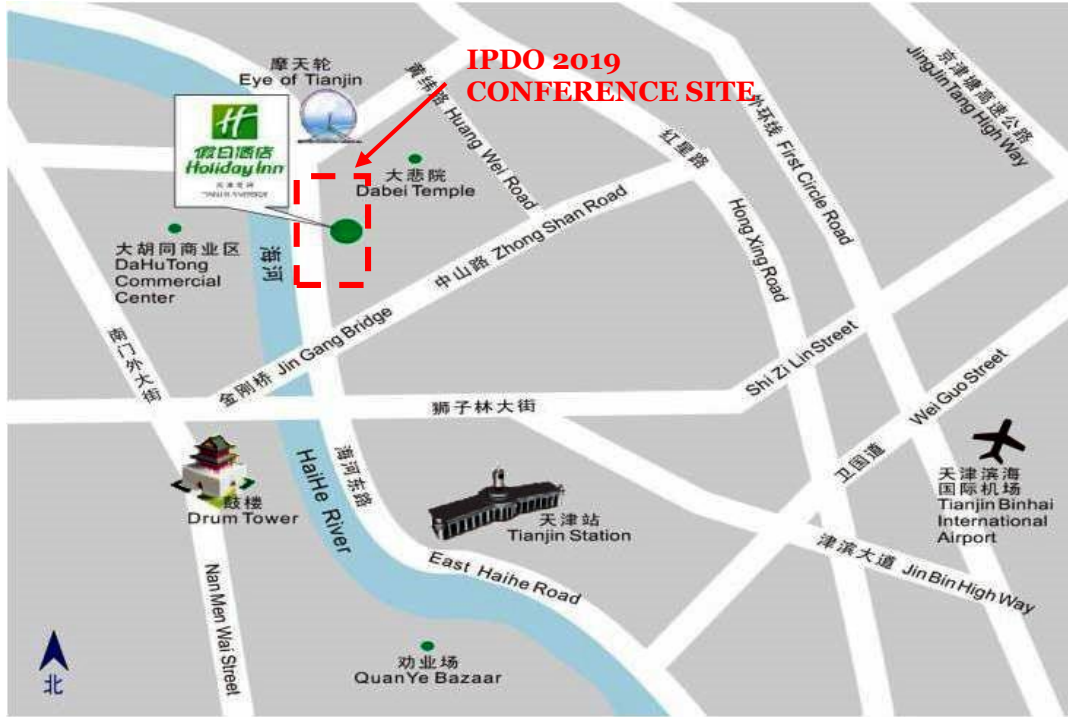 摩天轮
Eye of Tianjin
IPDO 2019
CONFERENCE SITE
京津塘高速公路
JingJinTang High Way
外环线 First Circle Road
黄纬路 Huang Wei Road
红星路
Hong Xing Road
H
假日酒店
Holiday Inn
大悲院
Dabei Temple
中山路 Zhong Shan Road
大胡同商业区
DaHuTong
Commercial
Center
海河
南门外大街
金刚桥 Jin Gang Bridge
狮子林大街
Shi Zi Lin Street
Wei Guo Street
卫国道
鼓楼
Drum Tower
HaiHe River
海河东路
天津站
Tianjin Station
天津滨海
国际机场
Tianjin Binhai
International
Airport
津滨大道 Jin Bin High Way
East Haihe Road
Nan Men Wai Street
劝业场
QuanYe Bazaar
北